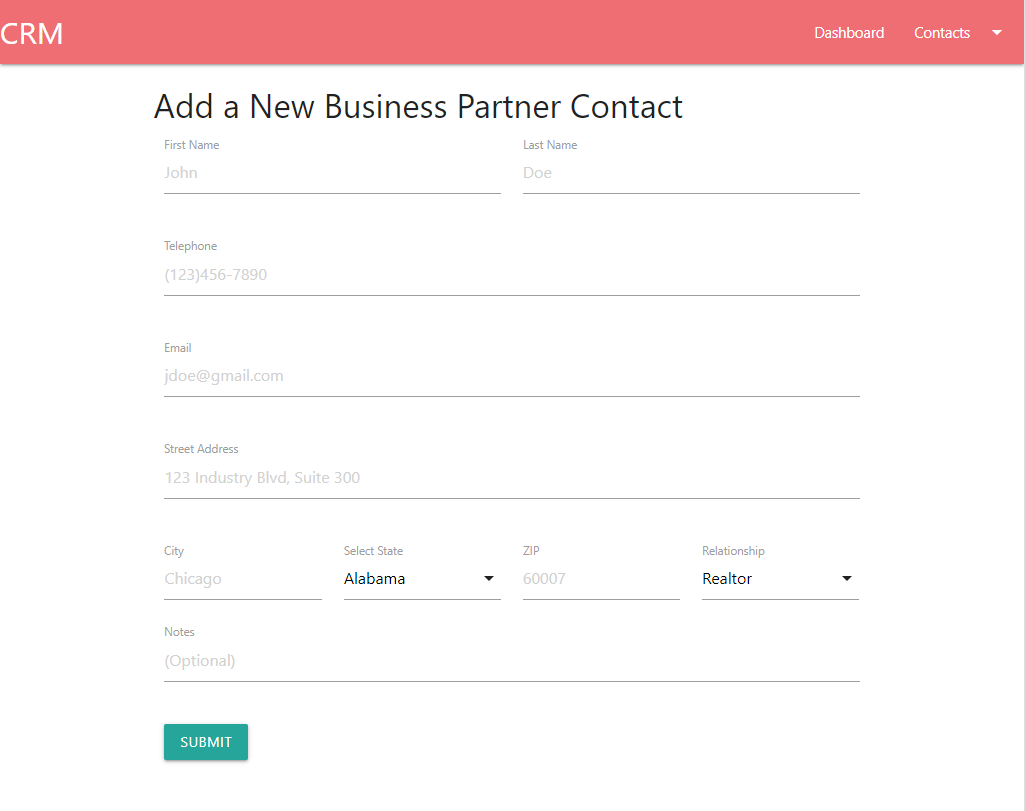 CRM
Dashboard Contacts
Add a New Business Partner Contact
First Name Last Name
John Doe
Telephone
(123)456-7890
Email
jdoe@gmail.com
Street Address
123 Industry Blvd, Suite 300
City Select State ZIP Relationship
Chicago Alabama 60007 Realtor
Notes
(Optional)
SUBMIT